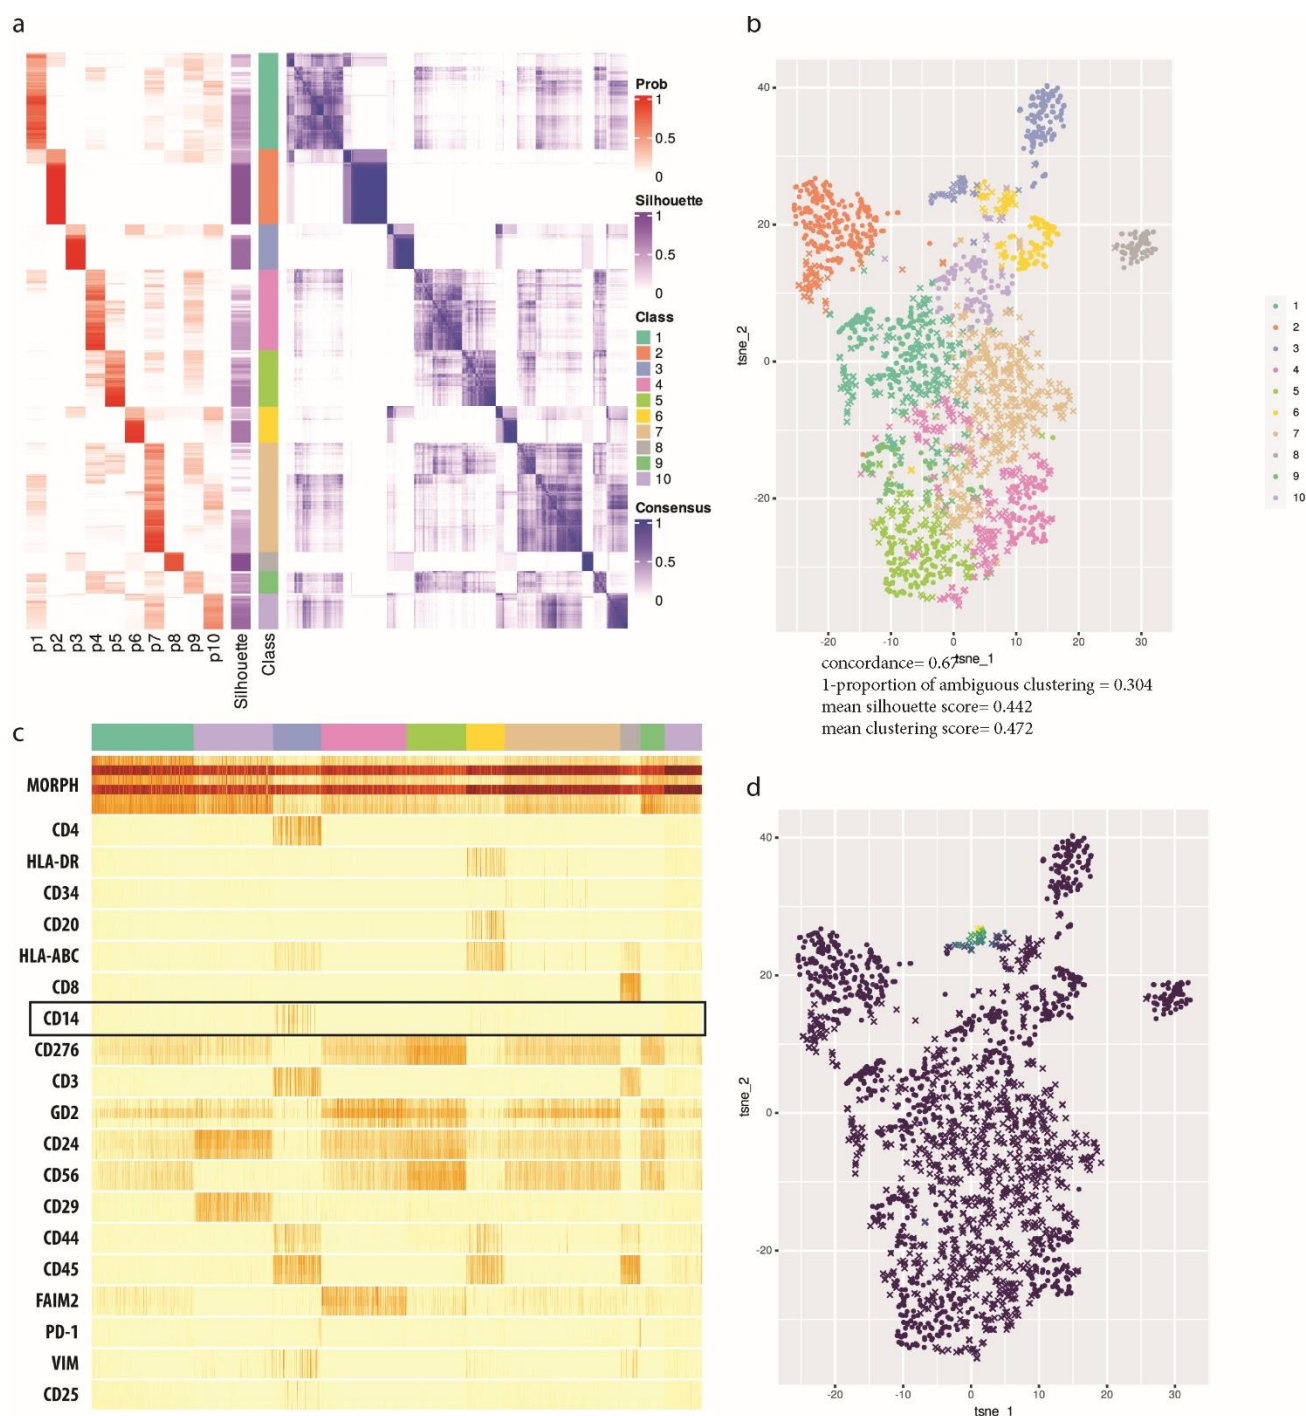 a
Prob
1
0.5
0
Silhouette
1
0.5
0
Class
1
2
3
4
5
6
7
8
9
10
Consensus
1
0.5
0
p1
p2
p3
p4
p5
p6
p7
p8
p9
p10
Silhouette
Class
b
40
20
0
-20
tsne_2
-20
-10
0
10
20
30
tsne_1
1
2
3
4
5
6
7
8
9
10
concordance= 0.67
1-proportion of ambiguous clustering = 0.304
mean silhouette score= 0.442
mean clustering score= 0.472
c
MORPH
CD4
HLA-DR
CD34
CD20
HLA-ABC
CD8
CD14
CD276
CD3
GD2
CD24
CD56
CD29
CD44
CD45
FAIM2
PD-1
VIM
CD25
d
40
20
0
-20
tsne_2
-20
-10
0
10
20
30
tsne_1